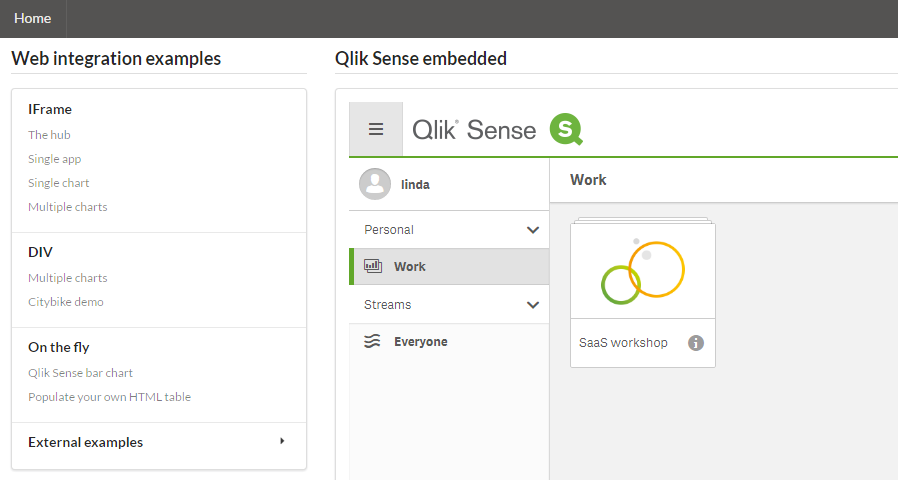 Home
Web integration examples
IFrame
The hub
Single app
Single chart
Multiple charts
DIV
Multiple charts
Citybike demo
On the fly
Qlik Sense bar chart
Populate your own HTML table
External examples
Qlik Sense embedded
Qlik Sense S
linda
Personal
Work
Streams
Everyone
Work
SaaS workshop